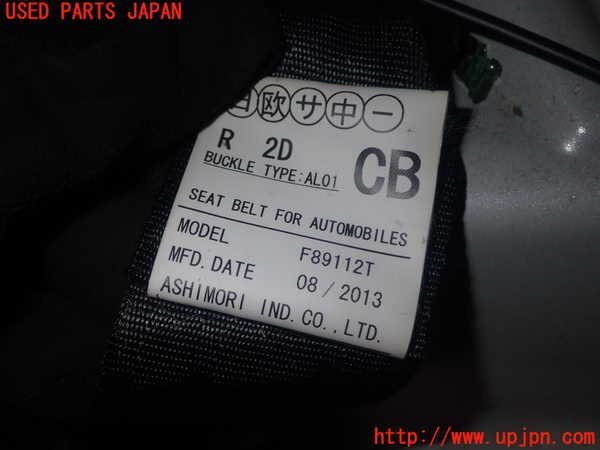 USED PARTS JAPAN
日 欧 サ 中 一
R 2D
CB
BUCKLE TYPE:AL01
SEAT BELT FOR AUTOMOBILES
MODEL F89112T
MFD. DATE 08/2013
ASHIMORI IND.CO.,LTD.
http://www.upjpn.com/